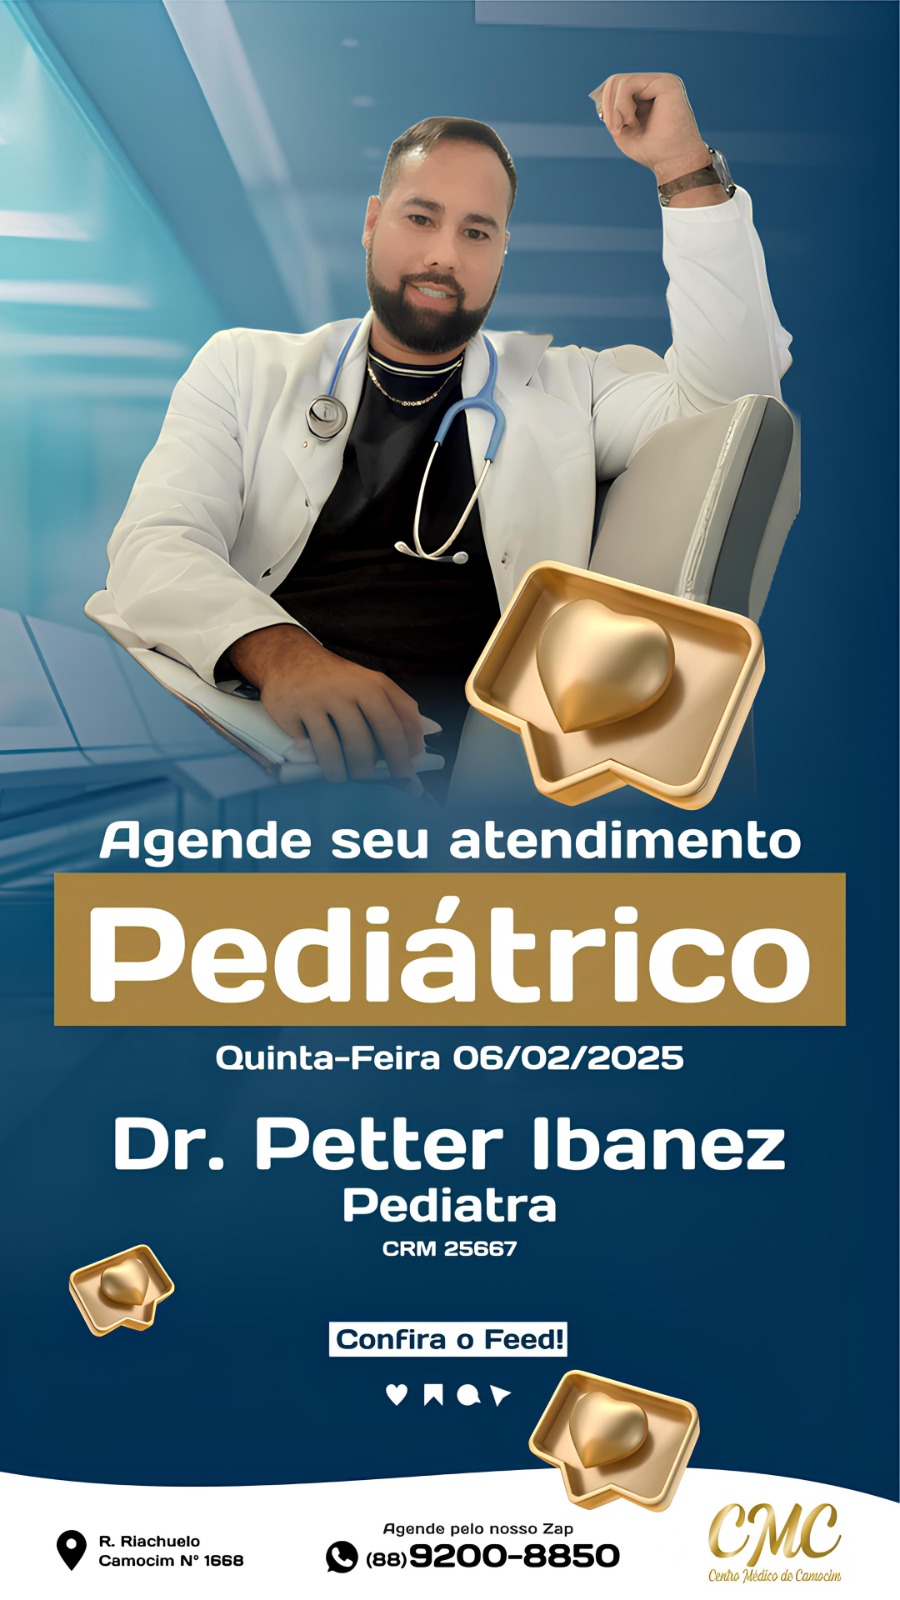 Agende seu atendimento
Pediátrico
Quinta-Feira 06/02/2025
Dr. Petter Ibanez
Pediatra
CRM 25667
Confira o Feed!
R. Riachuelo
Camocim N° 1668
Agende pelo nosso Zap
(88)9200-8850
CMC
Centro Médico de Camocim